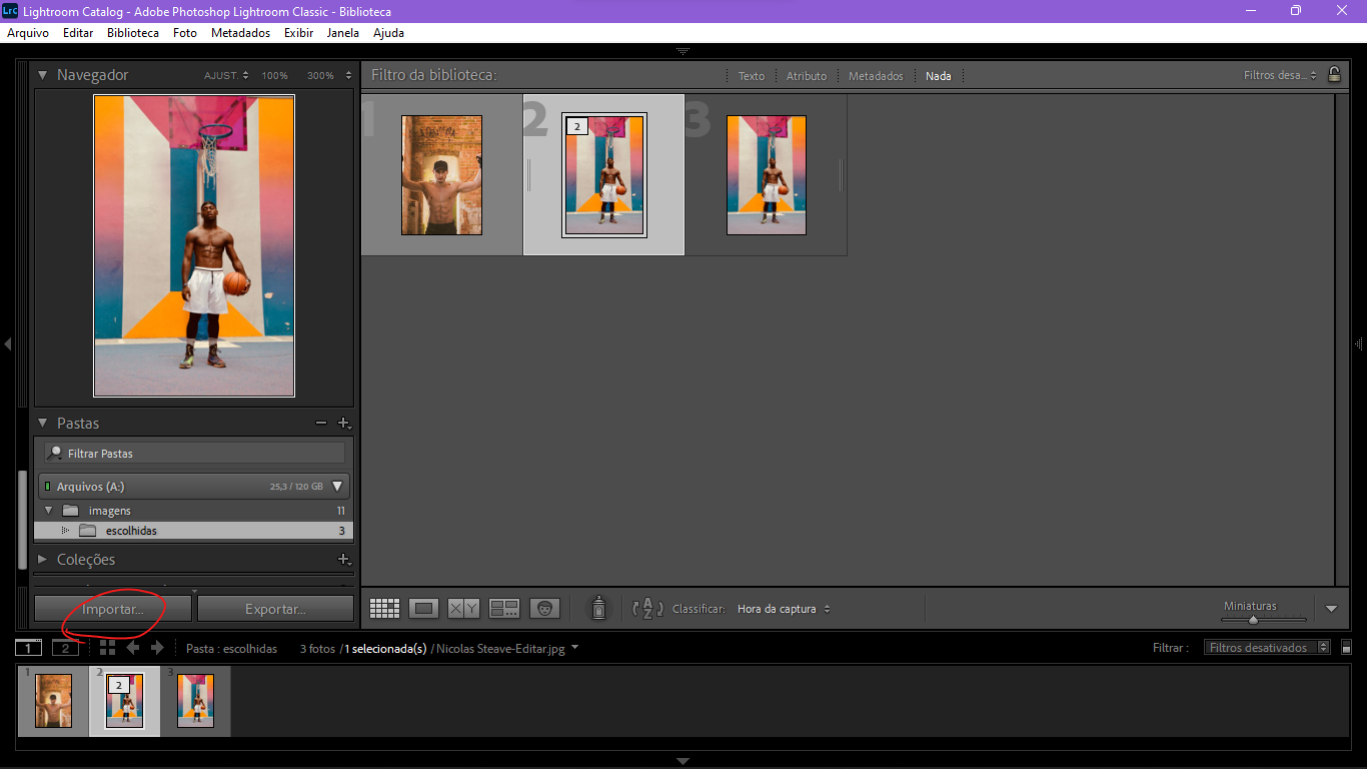 Lrc Lightroom Catalog - Adobe Photoshop Lightroom Classic - Biblioteca
Arquivo Editar Biblioteca Foto Metadados Exibir Janela Ajuda
Navegador AJUST. 100% 300%
Filtro da biblioteca: Texto Atributo Metadados Nada Filtros desa...
1 2 3
2
Pastas
Filtrar Pastas
Arquivos (A:) 25,3 / 120 GB
imagens 11
escolhidas 3
Coleções
Importar... Exportar...
X Y A Z Classificar: Hora da captura Miniaturas
1 2 Pasta : escolhidas 3 fotos / 1 selecionada(s) / Nicolas Steave-Editar.jpg Filtrar : Filtros desativados
1 2 3
2